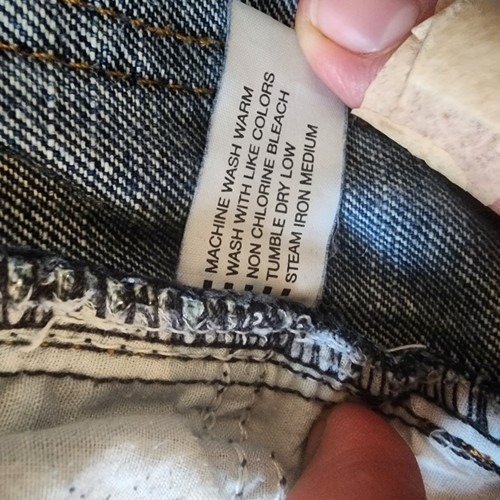 ■ MACHINE WASH WARM
■ WASH WITH LIKE COLORS
■ NON CHLORINE BLEACH
■ TUMBLE DRY LOW
■ STEAM IRON MEDIUM